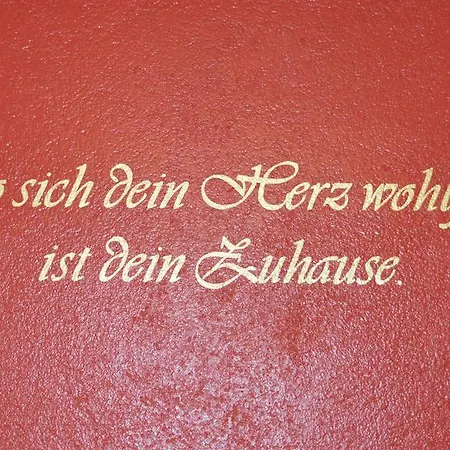 sich dein Herz wohl
ist dein Zuhause.